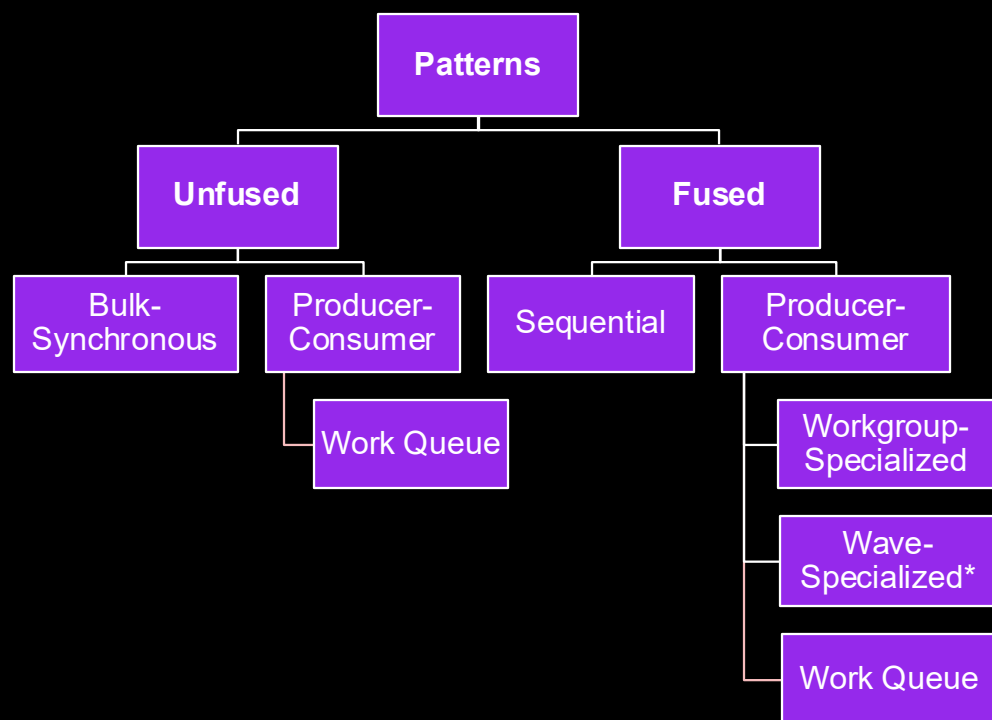 Patterns
Unfused
Fused
Bulk-
Synchronous
Producer-
Consumer
Sequential
Producer-
Consumer
Work Queue
Workgroup-
Specialized
Wave-
Specialized*
Work Queue